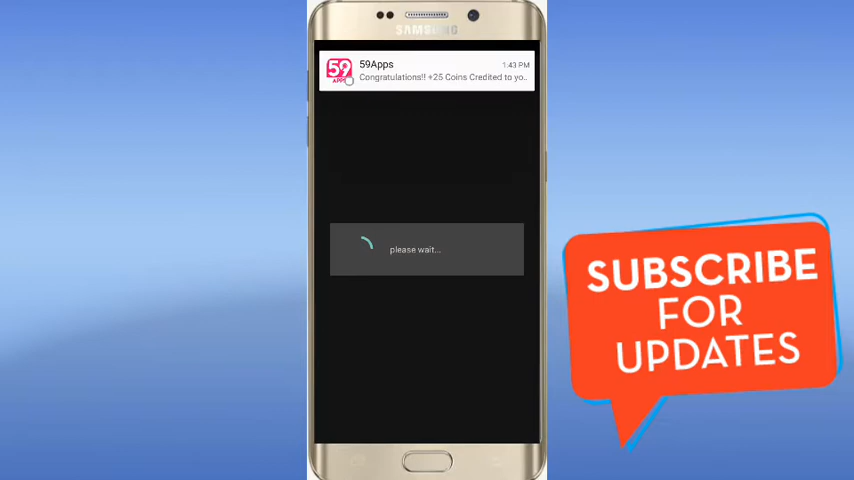 SAMSUNG
59
APPS
59Apps
1:43 PM
Congratulations!! +25 Coins Credited to yo..
please wait...
SUBSCRIBE
FOR
UPDATES